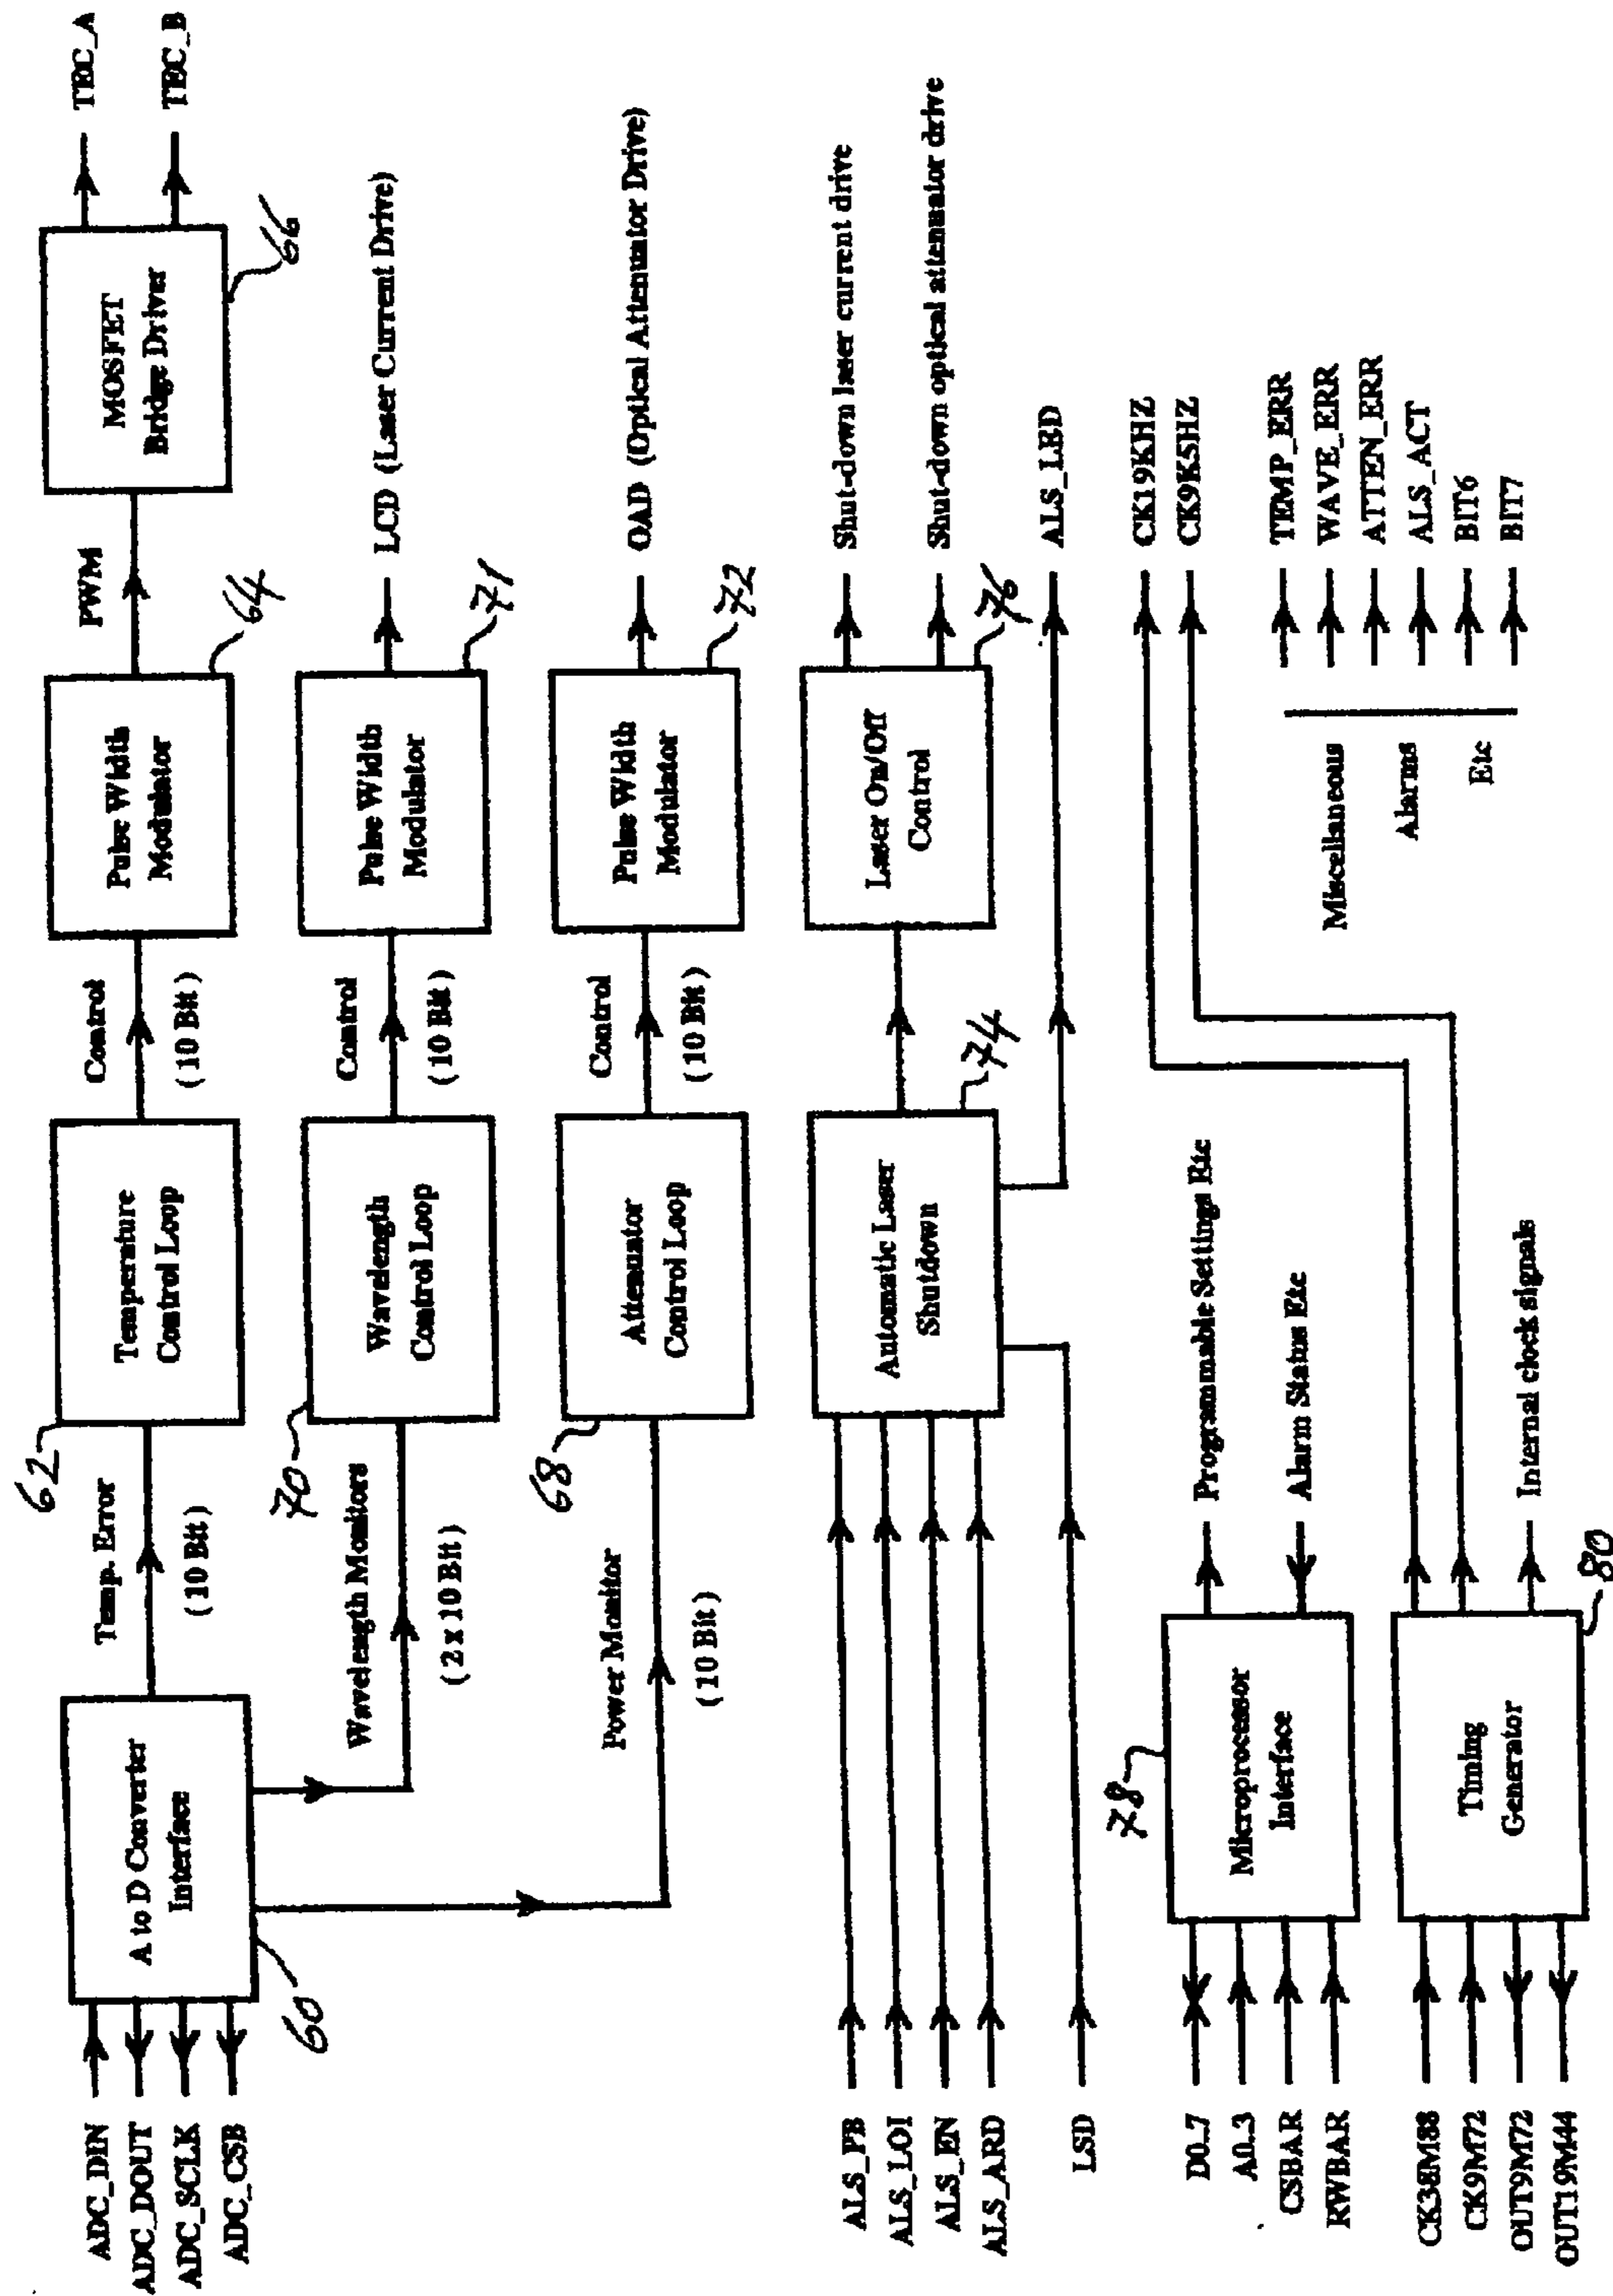 ADC_DIN
ADC_DOUT
ADC_SCLK
ADC_CSB
A to D Converter
Interface
60
Temp. Error
(10 Bit)
62
Temperature
Control Loop
Control
(10 Bit)
Pulse Width
Modulator
64
PWM
MOSFET
Bridge Driver
66
TEC_A
TEC_B
Wavelength Monitors
(2 x 10 Bit)
70
Wavelength
Control Loop
Control
(10 Bit)
Pulse Width
Modulator
71
LCD (Laser Current Drive)
Power Monitor
(10 Bit)
68
Attenuator
Control Loop
Control
(10 Bit)
Pulse Width
Modulator
72
OAD (Optical Attenuator Drive)
ALS_PB
ALS_LOI
ALS_EN
ALS_ARD
LSD
Automatic Laser
Shutdown
74
Laser On/Off
Control
76
Shut-down laser current drive
Shut-down optical attenuator drive
ALS_LED
D0..7
A0..3
CSBAR
RWBAR
78
Microprocessor
Interface
Programmable Settings Etc
Alarm Status Etc
CK38M88
CK9M72
OUT9M72
OUT19M44
Timing
Generator
80
Internal clock signals
CK19KHZ
CK9K5HZ
Miscellaneous
Alarms
Etc
TEMP_ERR
WAVE_ERR
ATTEN_ERR
ALS_ACT
BIT6
BIT7